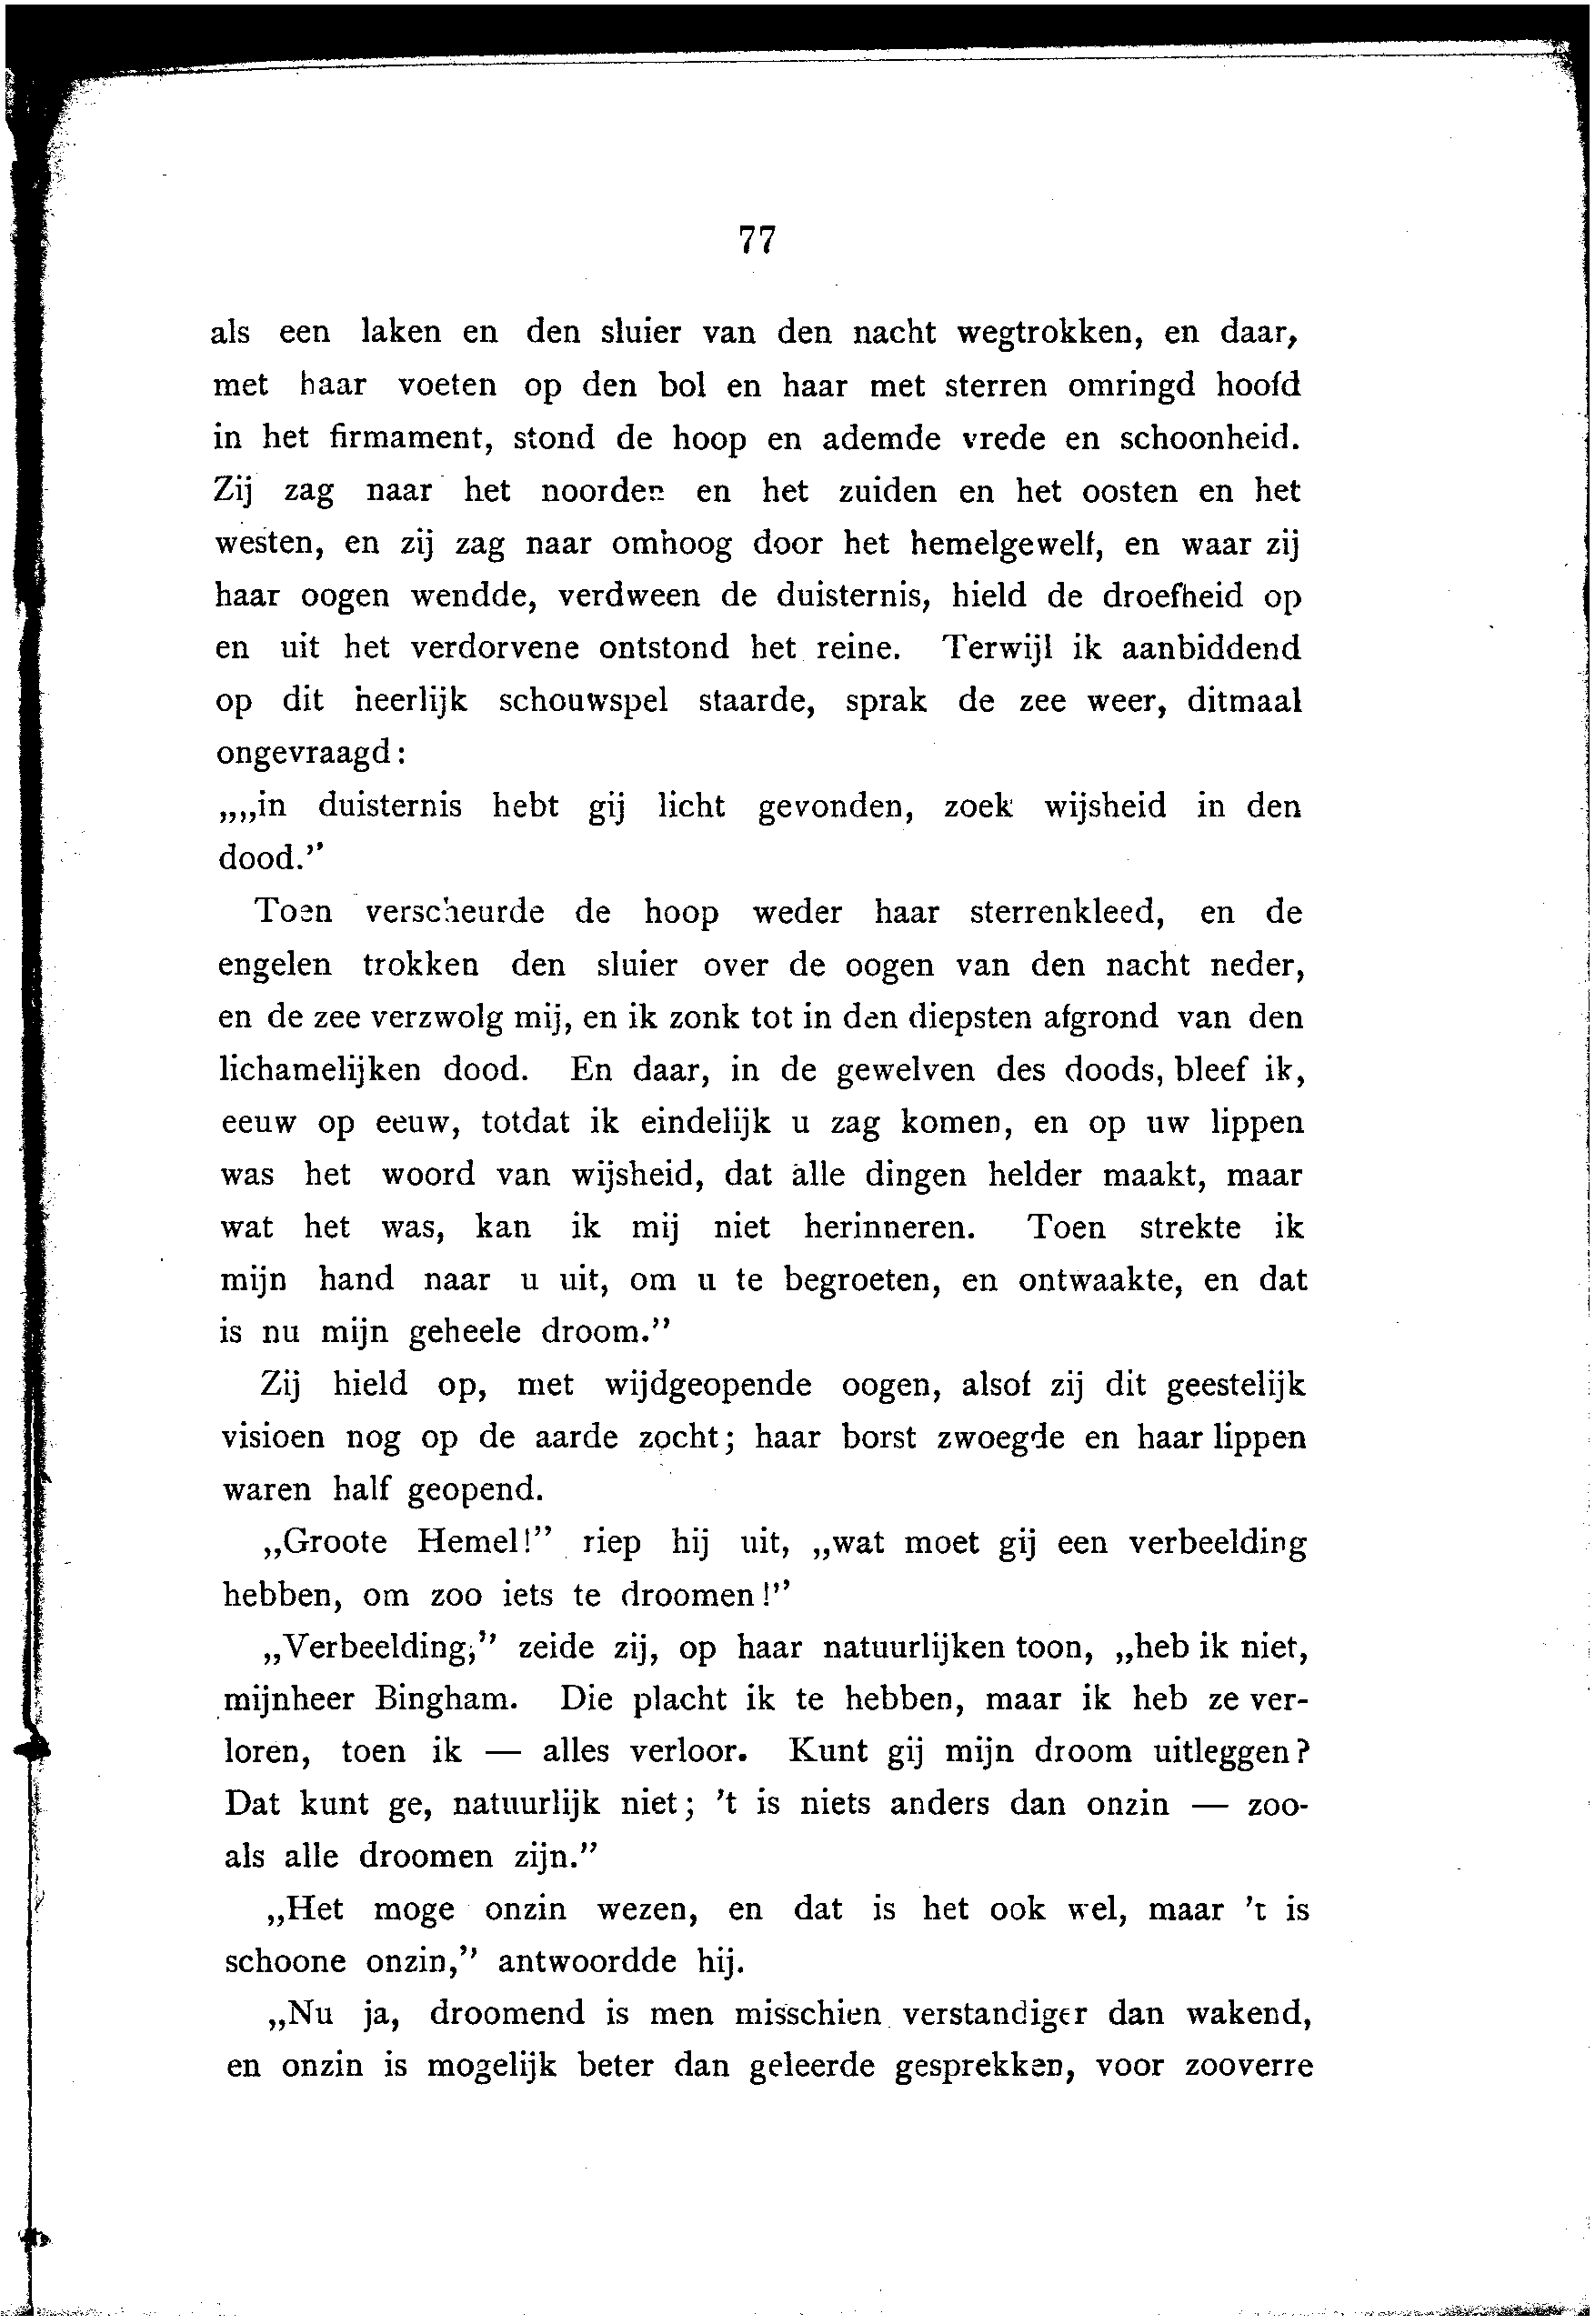 77
als een laken en den sluier van den nacht wegtrokken, en daar,
met haar voeten op den bol en haar met sterren omringd hoofd
in het firmament, stond de hoop en ademde vrede en schoonheid.
Zij zag naar het noorden en het zuiden en het oosten en het
westen, en zij zag naar omhoog door het hemelgewelf, en waar zij
haar oogen wendde, verdween de duisternis, hield de droefheid op
en uit het verdorvene ontstond het reine. Terwijl ik aanbiddend
op dit heerlijk schouwspel staarde, sprak de zee weer, ditmaal
ongevraagd:
„„in duisternis hebt gij licht gevonden, zoek wijsheid in den
dood.”
Toen verscheurde de hoop weder haar sterrenkleed, en de
engelen trokken den sluier over de oogen van den nacht neder,
en de zee verzwolg mij, en ik zonk tot in den diepsten afgrond van den
lichamelijken dood. En daar, in de gewelven des doods, bleef ik,
eeuw op eeuw, totdat ik eindelijk u zag komen, en op uw lippen
was het woord van wijsheid, dat alle dingen helder maakt, maar
wat het was, kan ik mij niet herinneren. Toen strekte ik
mijn hand naar u uit, om u te begroeten, en ontwaakte, en dat
is nu mijn geheele droom.”
Zij hield op, met wijdgeopende oogen, alsof zij dit geestelijk
visioen nog op de aarde zocht; haar borst zwoegde en haar lippen
waren half geopend.
„Groote Hemel!” riep hij uit, „wat moet gij een verbeelding
hebben, om zoo iets te droomen!”
„Verbeelding,” zeide zij, op haar natuurlijken toon, „heb ik niet,
mijnheer Bingham. Die placht ik te hebben, maar ik heb ze ver-
loren, toen ik — alles verloor. Kunt gij mijn droom uitleggen?
Dat kunt ge, natuurlijk niet; 't is niets anders dan onzin — zoo-
als alle droomen zijn.”
„Het moge onzin wezen, en dat is het ook wel, maar 't is
schoone onzin,” antwoordde hij.
„Nu ja, droomend is men misschien verstandiger dan wakend,
en onzin is mogelijk beter dan geleerde gesprekken, voor zooverre